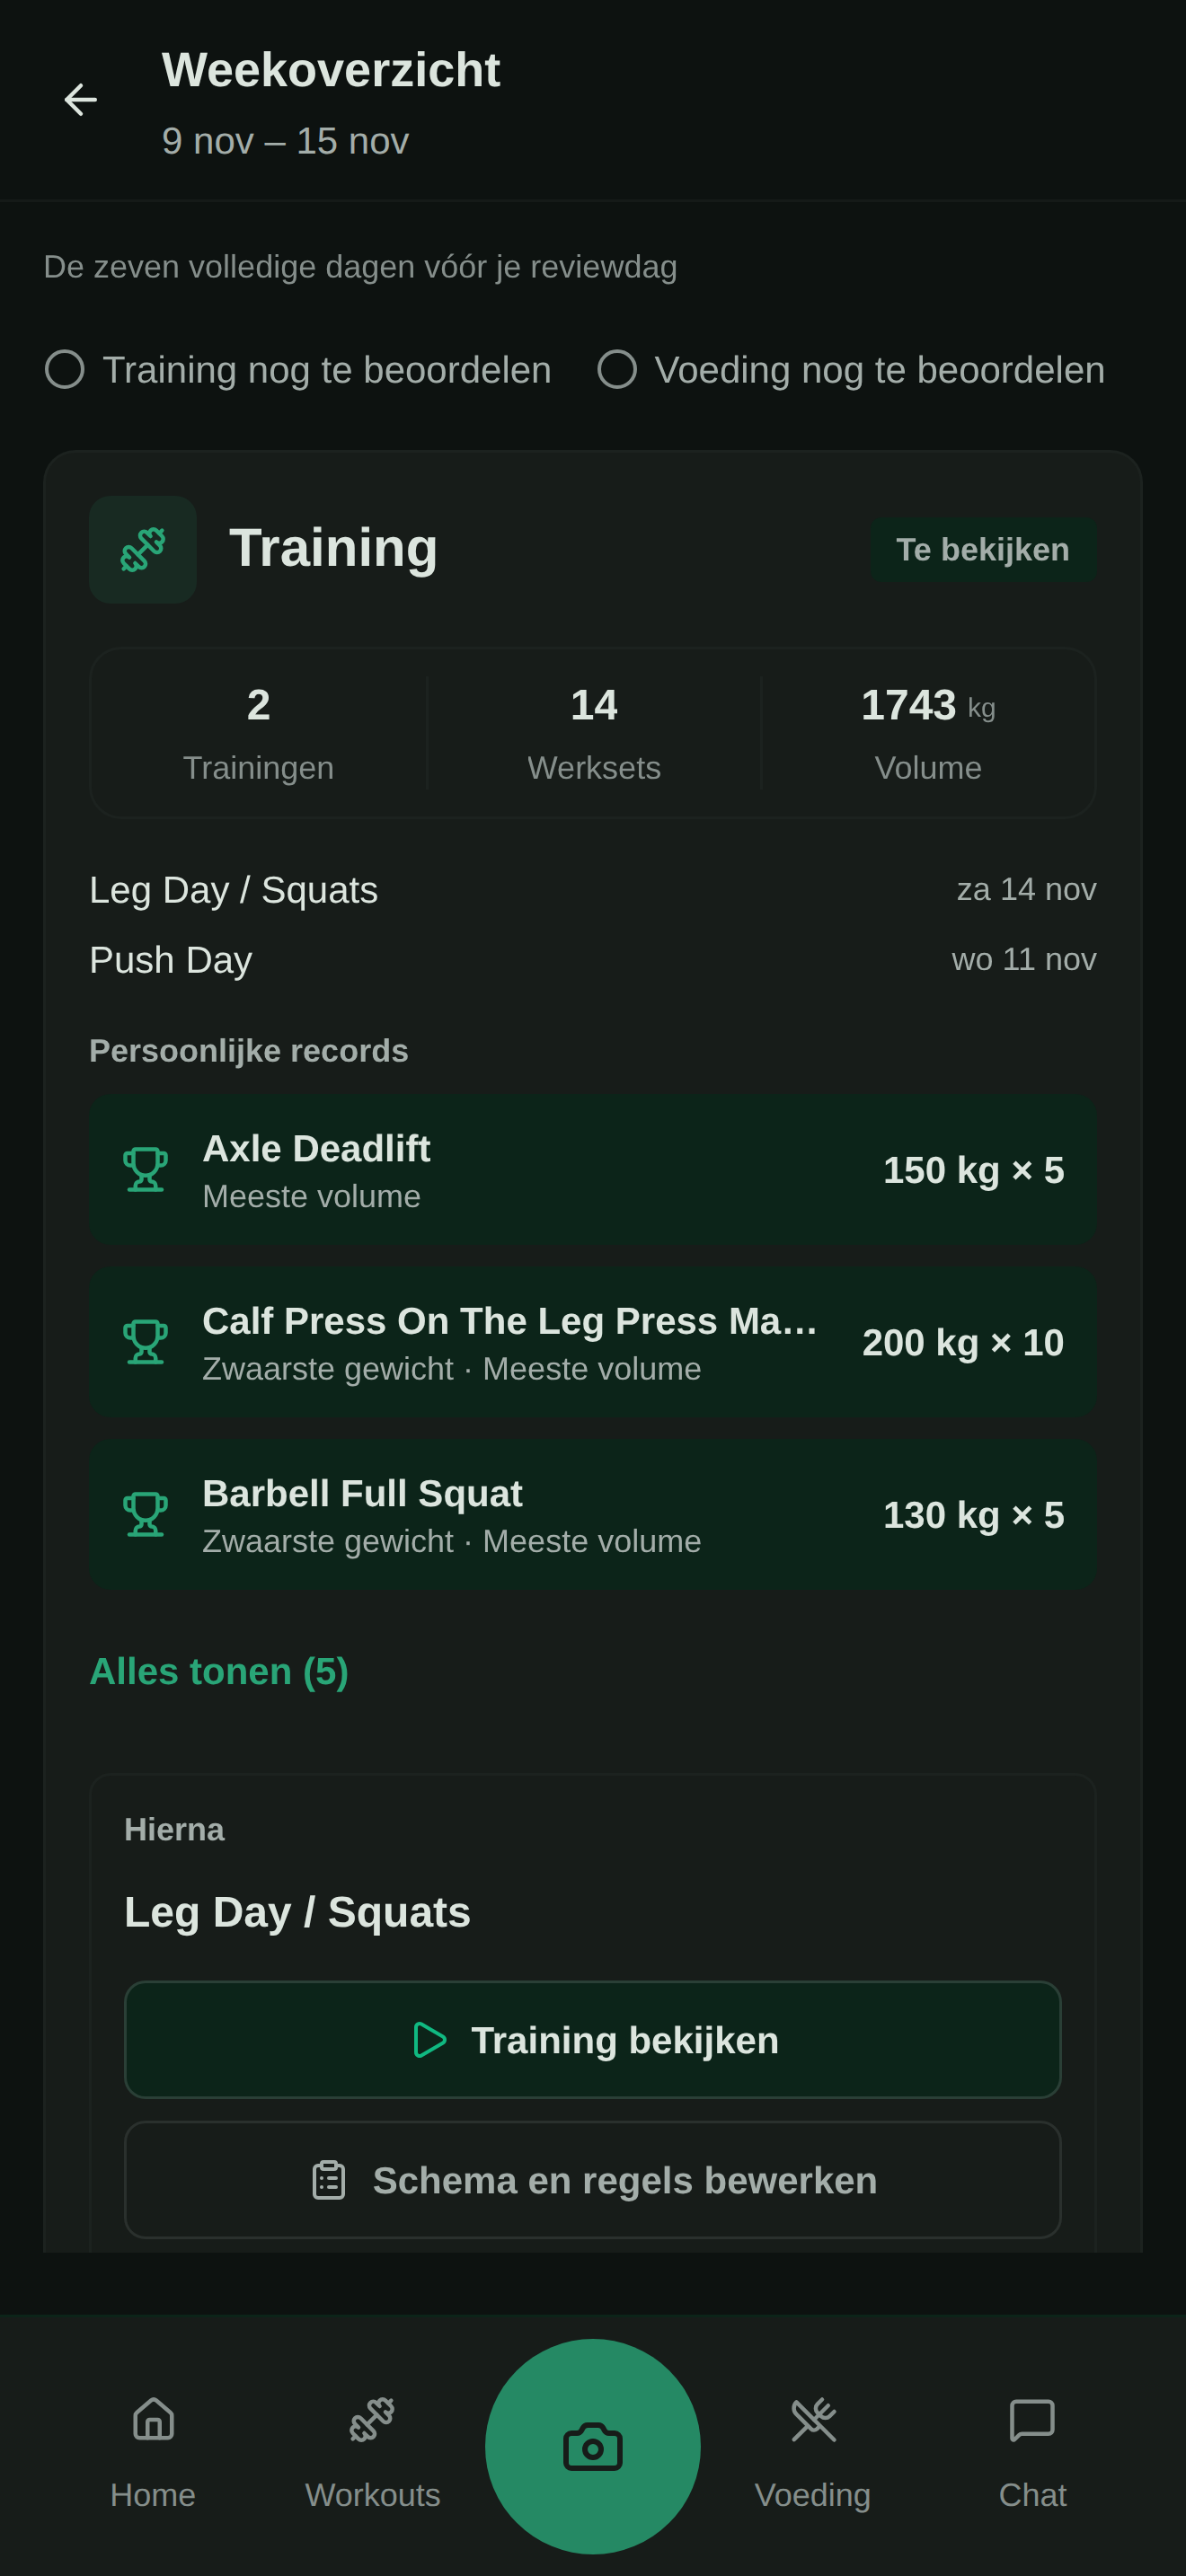 Weekoverzicht
9 nov – 15 nov
De zeven volledige dagen vóór je reviewdag
Training nog te beoordelen
Voeding nog te beoordelen
Training
Te bekijken
2
14
1743 kg
Trainingen
Werksets
Volume
Leg Day / Squats
za 14 nov
Push Day
wo 11 nov
Persoonlijke records
Axle Deadlift
Meeste volume
150 kg × 5
Calf Press On The Leg Press Ma…
Zwaarste gewicht · Meeste volume
200 kg × 10
Barbell Full Squat
Zwaarste gewicht · Meeste volume
130 kg × 5
Alles tonen (5)
Hierna
Leg Day / Squats
Training bekijken
Schema en regels bewerken
Home
Workouts
Voeding
Chat